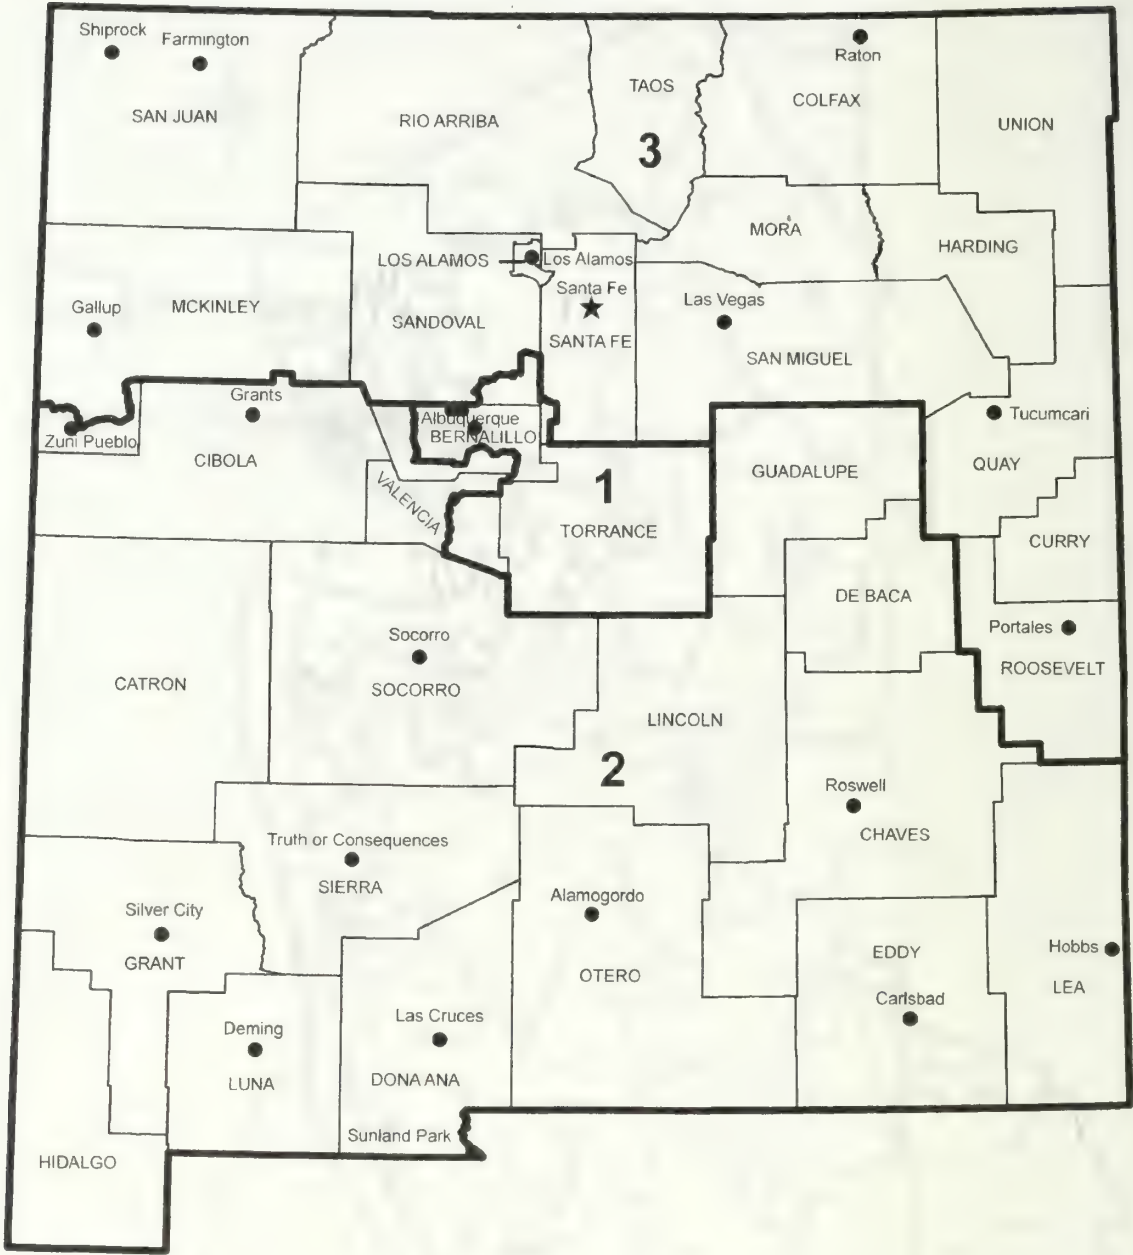 Shiprock
Farmington
SAN JUAN
RIO ARRIBA
TAOS
3
Raton
COLFAX
UNION
MORA
HARDING
LOS ALAMOS
Los Alamos
Santa Fe
SANTA FE
Las Vegas
SAN MIGUEL
Gallup
MCKINLEY
SANDOVAL
Grants
Zuni Pueblo
CIBOLA
Albuquerque
BERNALILLO
VALENCIA
1
TORRANCE
GUADALUPE
Tucumcari
QUAY
CURRY
DE BACA
Portales
ROOSEVELT
CATRON
Socorro
SOCORRO
LINCOLN
2
Roswell
CHAVES
Truth or Consequences
SIERRA
Silver City
GRANT
Alamogordo
OTERO
EDDY
Carlsbad
Hobbs
LEA
Deming
LUNA
Las Cruces
DONA ANA
Sunland Park
HIDALGO